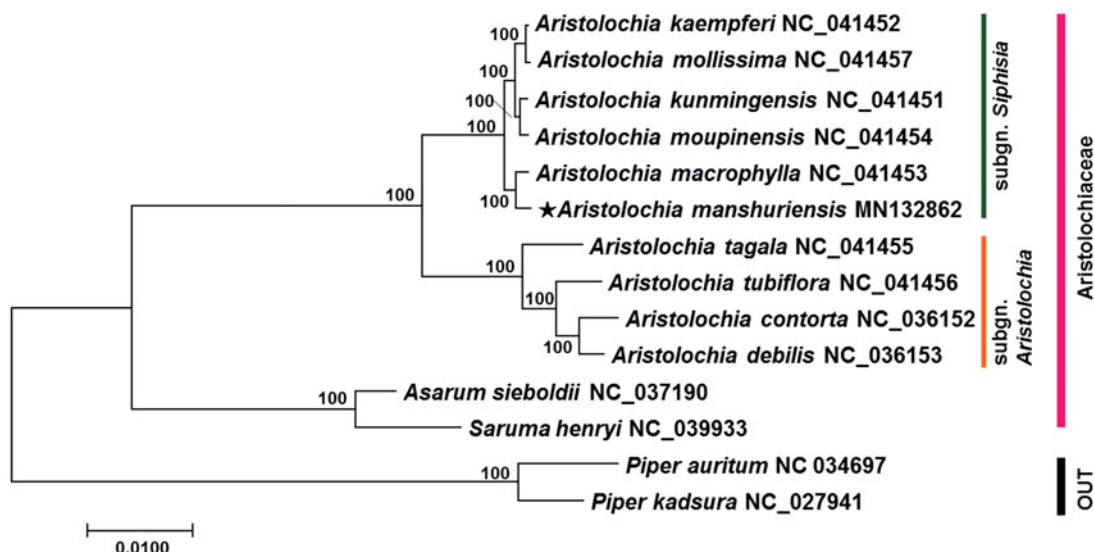 100
Aristolochia kaempferi NC_041452
Aristolochia mollissima NC_041457
100
100
Aristolochia kunmingensis NC_041451
Aristolochia moupinensis NC_041454
100
Aristolochia macrophylla NC_041453
100
★Aristolochia manshuriensis MN132862
100
Aristolochia tagala NC_041455
100
Aristolochia tubiflora NC_041456
100
Aristolochia contorta NC_036152
100
Aristolochia debilis NC_036153
Asarum sieboldii NC_037190
100
Saruma henryi NC_039933
Piper auritum NC 034697
100
Piper kadsura NC_027941
subgn. Siphisia
subgn.
Aristolochia
Aristolochiaceae
OUT
0.0100